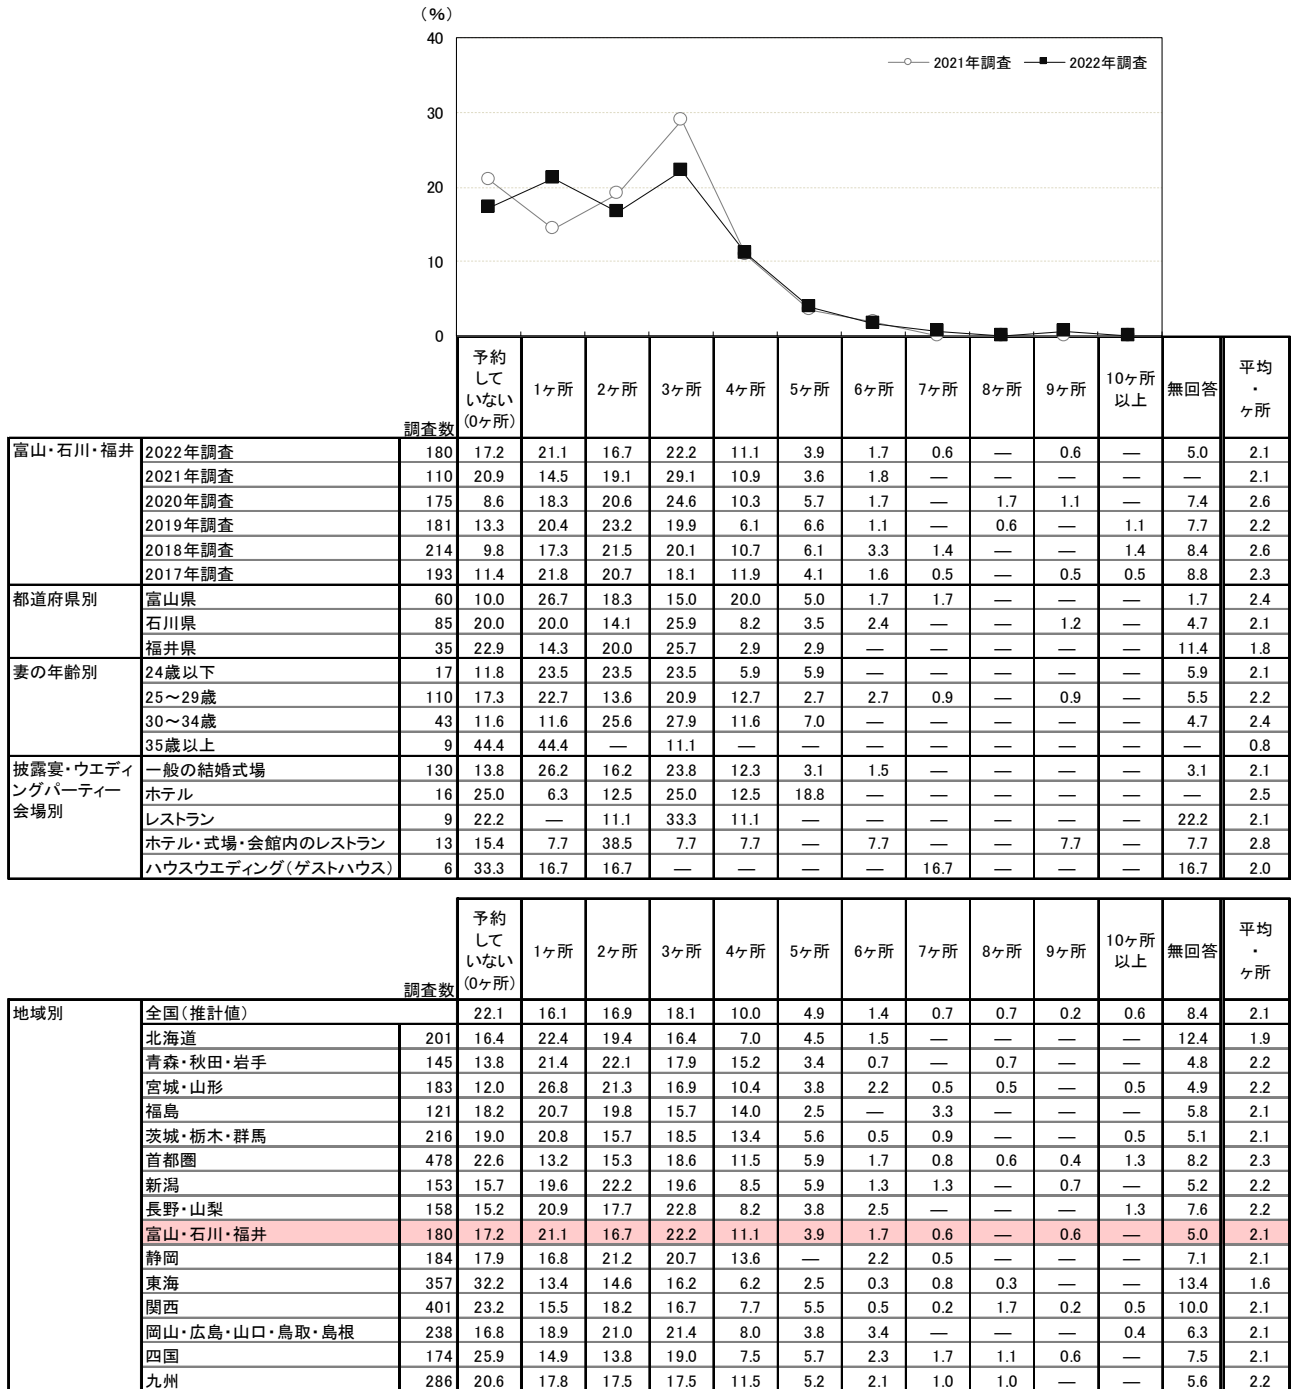 (％)
40
2021年調査 2022年調査
30
20
10
0
調査数 予約していない(0ヶ所) 1ヶ所 2ヶ所 3ヶ所 4ヶ所 5ヶ所 6ヶ所 7ヶ所 8ヶ所 9ヶ所 10ヶ所以上 無回答 平均・ヶ所
富山・石川・福井 2022年調査 180 17.2 21.1 16.7 22.2 11.1 3.9 1.7 0.6 ― 0.6 ― 5.0 2.1
2021年調査 110 20.9 14.5 19.1 29.1 10.9 3.6 1.8 ― ― ― ― ― 2.1
2020年調査 175 8.6 18.3 20.6 24.6 10.3 5.7 1.7 ― 1.7 1.1 ― 7.4 2.6
2019年調査 181 13.3 20.4 23.2 19.9 6.1 6.6 1.1 ― 0.6 ― 1.1 7.7 2.2
2018年調査 214 9.8 17.3 21.5 20.1 10.7 6.1 3.3 1.4 ― ― 1.4 8.4 2.6
2017年調査 193 11.4 21.8 20.7 18.1 11.9 4.1 1.6 0.5 ― 0.5 0.5 8.8 2.3
都道府県別 富山県 60 10.0 26.7 18.3 15.0 20.0 5.0 1.7 1.7 ― ― ― 1.7 2.4
石川県 85 20.0 20.0 14.1 25.9 8.2 3.5 2.4 ― ― 1.2 ― 4.7 2.1
福井県 35 22.9 14.3 20.0 25.7 2.9 2.9 ― ― ― ― ― 11.4 1.8
妻の年齢別 24歳以下 17 11.8 23.5 23.5 23.5 5.9 5.9 ― ― ― ― ― 5.9 2.1
25～29歳 110 17.3 22.7 13.6 20.9 12.7 2.7 2.7 0.9 ― 0.9 ― 5.5 2.2
30～34歳 43 11.6 11.6 25.6 27.9 11.6 7.0 ― ― ― ― ― 4.7 2.4
35歳以上 9 44.4 44.4 ― 11.1 ― ― ― ― ― ― ― ― 0.8
披露宴・ウエディングパーティー会場別 一般の結婚式場 130 13.8 26.2 16.2 23.8 12.3 3.1 1.5 ― ― ― ― 3.1 2.1
ホテル 16 25.0 6.3 12.5 25.0 12.5 18.8 ― ― ― ― ― ― 2.5
レストラン 9 22.2 ― 11.1 33.3 11.1 ― ― ― ― ― ― 22.2 2.1
ホテル・式場・会館内のレストラン 13 15.4 7.7 38.5 7.7 7.7 ― 7.7 ― ― 7.7 ― 7.7 2.8
ハウスウエディング(ゲストハウス) 6 33.3 16.7 16.7 ― ― ― ― 16.7 ― ― ― 16.7 2.0
調査数 予約していない(0ヶ所) 1ヶ所 2ヶ所 3ヶ所 4ヶ所 5ヶ所 6ヶ所 7ヶ所 8ヶ所 9ヶ所 10ヶ所以上 無回答 平均・ヶ所
地域別 全国(推計値) 22.1 16.1 16.9 18.1 10.0 4.9 1.4 0.7 0.7 0.2 0.6 8.4 2.1
北海道 201 16.4 22.4 19.4 16.4 7.0 4.5 1.5 ― ― ― ― 12.4 1.9
青森・秋田・岩手 145 13.8 21.4 22.1 17.9 15.2 3.4 0.7 ― 0.7 ― ― 4.8 2.2
宮城・山形 183 12.0 26.8 21.3 16.9 10.4 3.8 2.2 0.5 0.5 ― 0.5 4.9 2.2
福島 121 18.2 20.7 19.8 15.7 14.0 2.5 ― 3.3 ― ― ― 5.8 2.1
茨城・栃木・群馬 216 19.0 20.8 15.7 18.5 13.4 5.6 0.5 0.9 ― ― 0.5 5.1 2.1
首都圏 478 22.6 13.2 15.3 18.6 11.5 5.9 1.7 0.8 0.6 0.4 1.3 8.2 2.3
新潟 153 15.7 19.6 22.2 19.6 8.5 5.9 1.3 1.3 ― 0.7 ― 5.2 2.2
長野・山梨 158 15.2 20.9 17.7 22.8 8.2 3.8 2.5 ― ― ― 1.3 7.6 2.2
富山・石川・福井 180 17.2 21.1 16.7 22.2 11.1 3.9 1.7 0.6 ― 0.6 ― 5.0 2.1
静岡 184 17.9 16.8 21.2 20.7 13.6 ― 2.2 0.5 ― ― ― 7.1 2.1
東海 357 32.2 13.4 14.6 16.2 6.2 2.5 0.3 0.8 0.3 ― ― 13.4 1.6
関西 401 23.2 15.5 18.2 16.7 7.7 5.5 0.5 0.2 1.7 0.2 0.5 10.0 2.1
岡山・広島・山口・鳥取・島根 238 16.8 18.9 21.0 21.4 8.0 3.8 3.4 ― ― ― 0.4 6.3 2.1
四国 174 25.9 14.9 13.8 19.0 7.5 5.7 2.3 1.7 1.1 0.6 ― 7.5 2.1
九州 286 20.6 17.8 17.5 17.5 11.5 5.2 2.1 1.0 1.0 ― ― 5.6 2.2